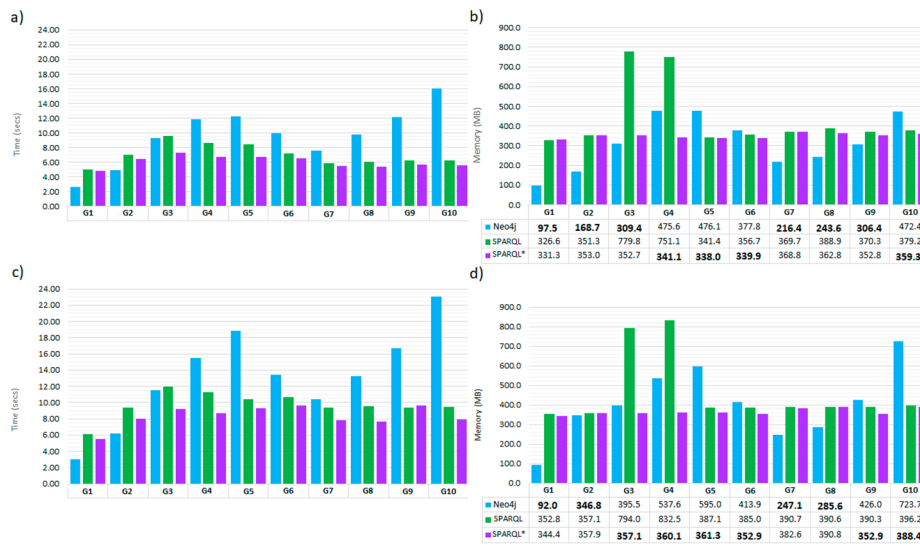 a)
24.00
22.00
20.00
18.00
16.00
14.00
12.00
10.00
8.00
6.00
4.00
2.00
0.00
Time (secs)
G1 G2 G3 G4 G5 G6 G7 G8 G9 G10
b)
900.0
800.0
700.0
600.0
500.0
400.0
300.0
200.0
100.0
0.0
Memory (MB)
G1 G2 G3 G4 G5 G6 G7 G8 G9 G10
Neo4j 97.5 168.7 309.4 475.6 476.1 377.8 216.4 243.6 306.4 472.4
SPARQL 326.6 351.3 779.8 751.1 341.4 356.7 369.7 388.9 370.3 379.2
SPARQL* 331.3 353.0 352.7 341.1 338.0 339.9 368.8 362.8 352.8 359.3
c)
24.00
22.00
20.00
18.00
16.00
14.00
12.00
10.00
8.00
6.00
4.00
2.00
0.00
Time (secs)
G1 G2 G3 G4 G5 G6 G7 G8 G9 G10
d)
900.0
800.0
700.0
600.0
500.0
400.0
300.0
200.0
100.0
0.0
Memory (MB)
G1 G2 G3 G4 G5 G6 G7 G8 G9 G10
Neo4j 92.0 346.8 395.5 537.6 595.0 413.9 247.1 285.6 426.0 723.7
SPARQL 352.8 357.1 794.0 832.5 387.1 385.0 390.7 390.6 390.3 396.2
SPARQL* 344.4 357.9 357.1 360.1 361.3 352.9 382.6 390.8 352.9 388.4